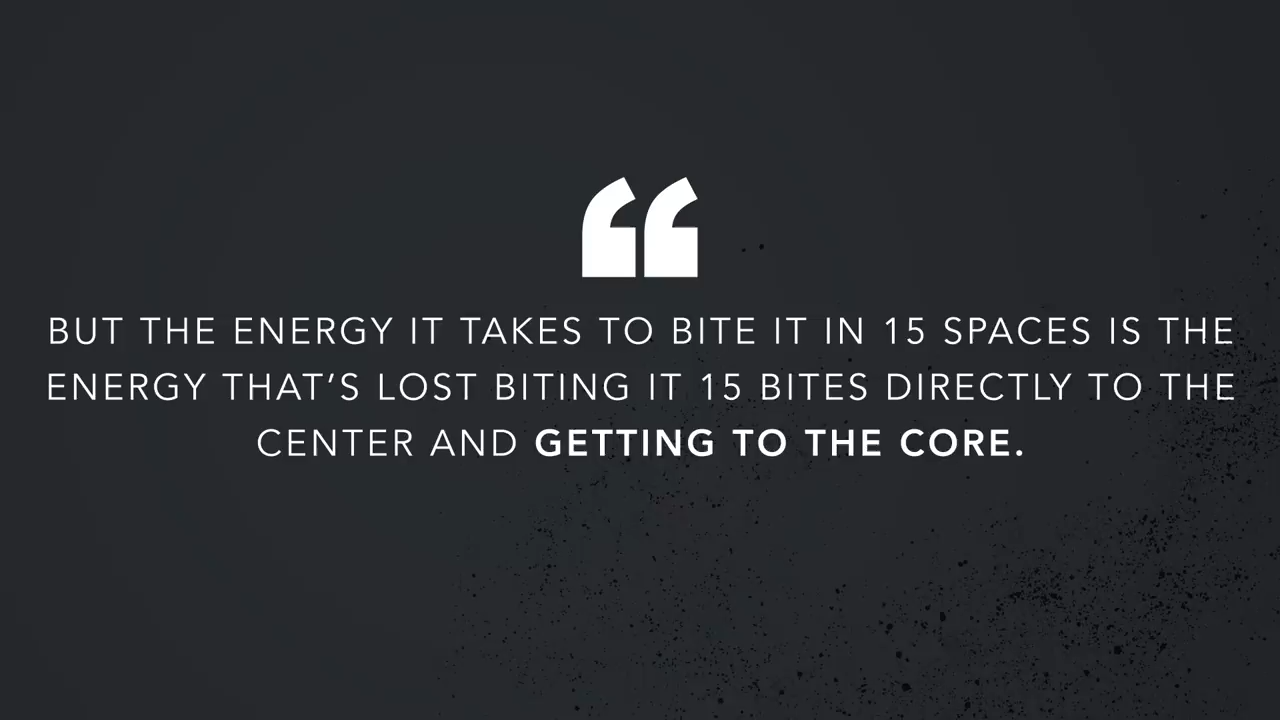 “
BUT THE ENERGY IT TAKES TO BITE IT IN 15 SPACES IS THE
ENERGY THAT’S LOST BITING IT 15 BITES DIRECTLY TO THE
CENTER AND GETTING TO THE CORE.